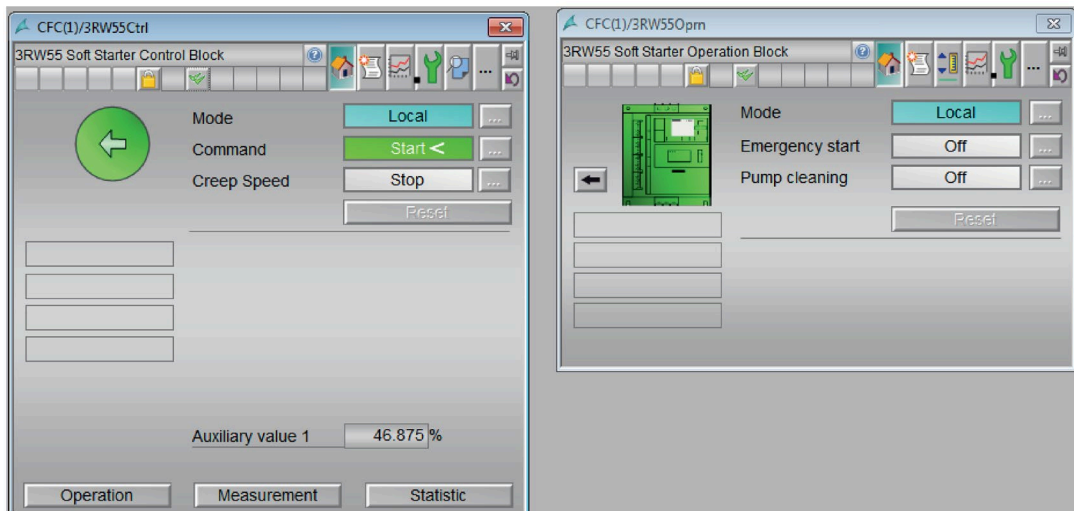 CFC(1)/3RW55Ctrl
3RW55 Soft Starter Control Block
...
Mode
Local
...
Command
Start <
...
Creep Speed
Stop
...
Reset
Auxiliary value 1
46.875 %
Operation
Measurement
Statistic
CFC(1)/3RW55Oprn
3RW55 Soft Starter Operation Block
...
Mode
Local
...
Emergency start
Off
...
Pump cleaning
Off
...
Reset